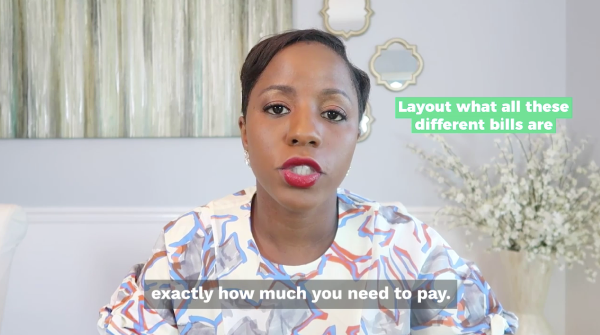 Layout what all these
different bills are
exactly how much you need to pay.